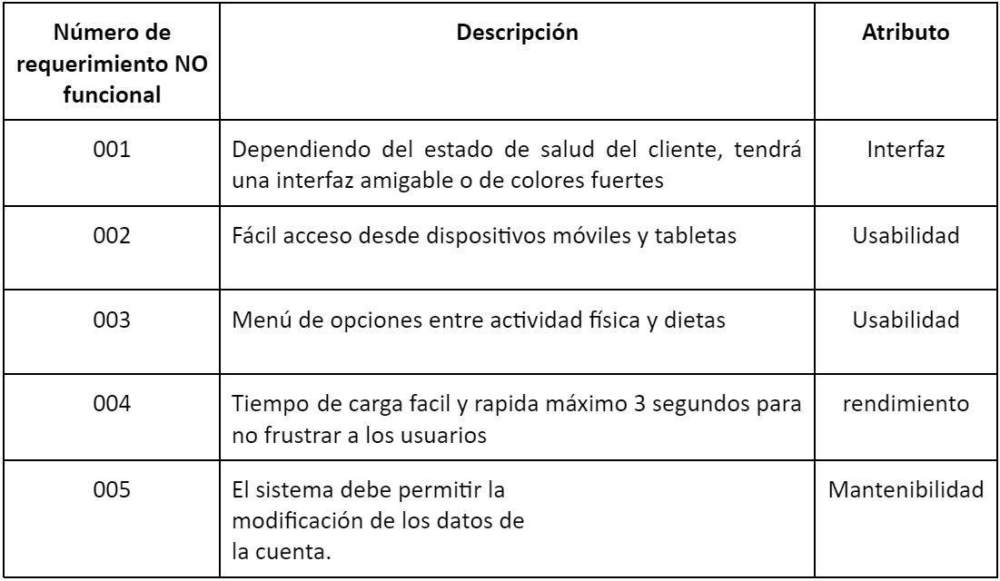 Número de
requerimiento NO
funcional
Descripción
Atributo
001
Dependiendo del estado de salud del cliente, tendrá
una interfaz amigable o de colores fuertes
Interfaz
002
Fácil acceso desde dispositivos móviles y tabletas
Usabilidad
003
Menú de opciones entre actividad física y dietas
Usabilidad
004
Tiempo de carga facil y rapida máximo 3 segundos para
no frustrar a los usuarios
rendimiento
005
El sistema debe permitir la
modificación de los datos de
la cuenta.
Mantenibilidad